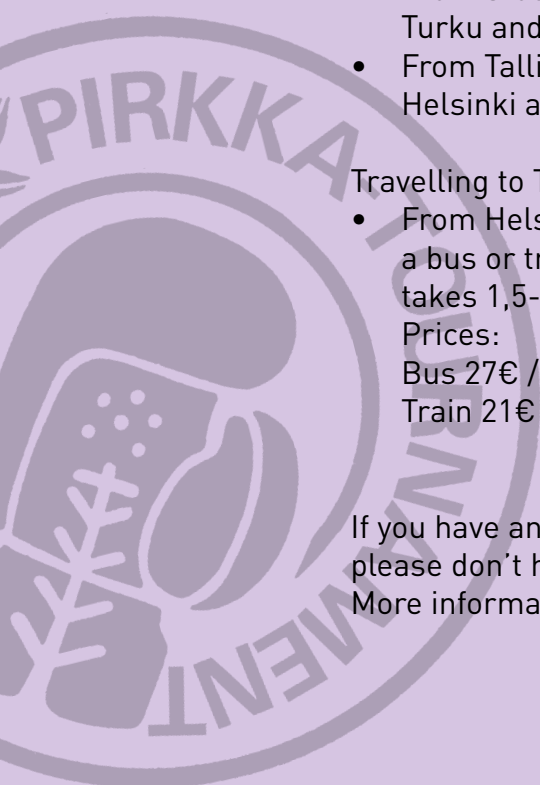 Turku and
• From Talli
Helsinki a
Travelling to T
• From Hels
a bus or tr
takes 1,5-
Prices:
Bus 27€ /
Train 21€
If you have an
please don't h
More informa
PIRKKA-TOURNAMENT